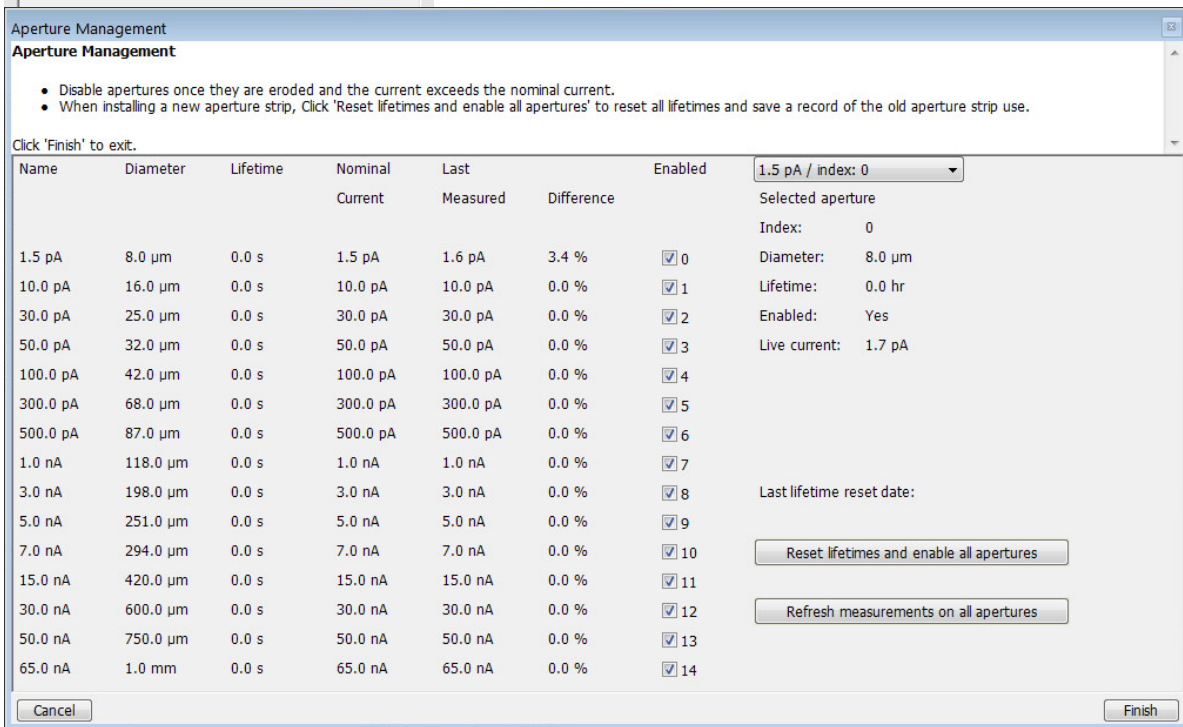 Aperture Management
Aperture Management
• Disable apertures once they are eroded and the current exceeds the nominal current.
• When installing a new aperture strip, Click 'Reset lifetimes and enable all apertures' to reset all lifetimes and save a record of the old aperture strip use.
Click 'Finish' to exit.
Name Diameter Lifetime Nominal Last Enabled 1.5 pA / index: 0
Current Measured Difference Selected aperture
Index: 0
1.5 pA 8.0 µm 0.0 s 1.5 pA 1.6 pA 3.4 % 0 Diameter: 8.0 µm
10.0 pA 16.0 µm 0.0 s 10.0 pA 10.0 pA 0.0 % 1 Lifetime: 0.0 hr
30.0 pA 25.0 µm 0.0 s 30.0 pA 30.0 pA 0.0 % 2 Enabled: Yes
50.0 pA 32.0 µm 0.0 s 50.0 pA 50.0 pA 0.0 % 3 Live current: 1.7 pA
100.0 pA 42.0 µm 0.0 s 100.0 pA 100.0 pA 0.0 % 4
300.0 pA 68.0 µm 0.0 s 300.0 pA 300.0 pA 0.0 % 5
500.0 pA 87.0 µm 0.0 s 500.0 pA 500.0 pA 0.0 % 6
1.0 nA 118.0 µm 0.0 s 1.0 nA 1.0 nA 0.0 % 7
3.0 nA 198.0 µm 0.0 s 3.0 nA 3.0 nA 0.0 % 8 Last lifetime reset date:
5.0 nA 251.0 µm 0.0 s 5.0 nA 5.0 nA 0.0 % 9
7.0 nA 294.0 µm 0.0 s 7.0 nA 7.0 nA 0.0 % 10 Reset lifetimes and enable all apertures
15.0 nA 420.0 µm 0.0 s 15.0 nA 15.0 nA 0.0 % 11
30.0 nA 600.0 µm 0.0 s 30.0 nA 30.0 nA 0.0 % 12 Refresh measurements on all apertures
50.0 nA 750.0 µm 0.0 s 50.0 nA 50.0 nA 0.0 % 13
65.0 nA 1.0 mm 0.0 s 65.0 nA 65.0 nA 0.0 % 14
Cancel Finish